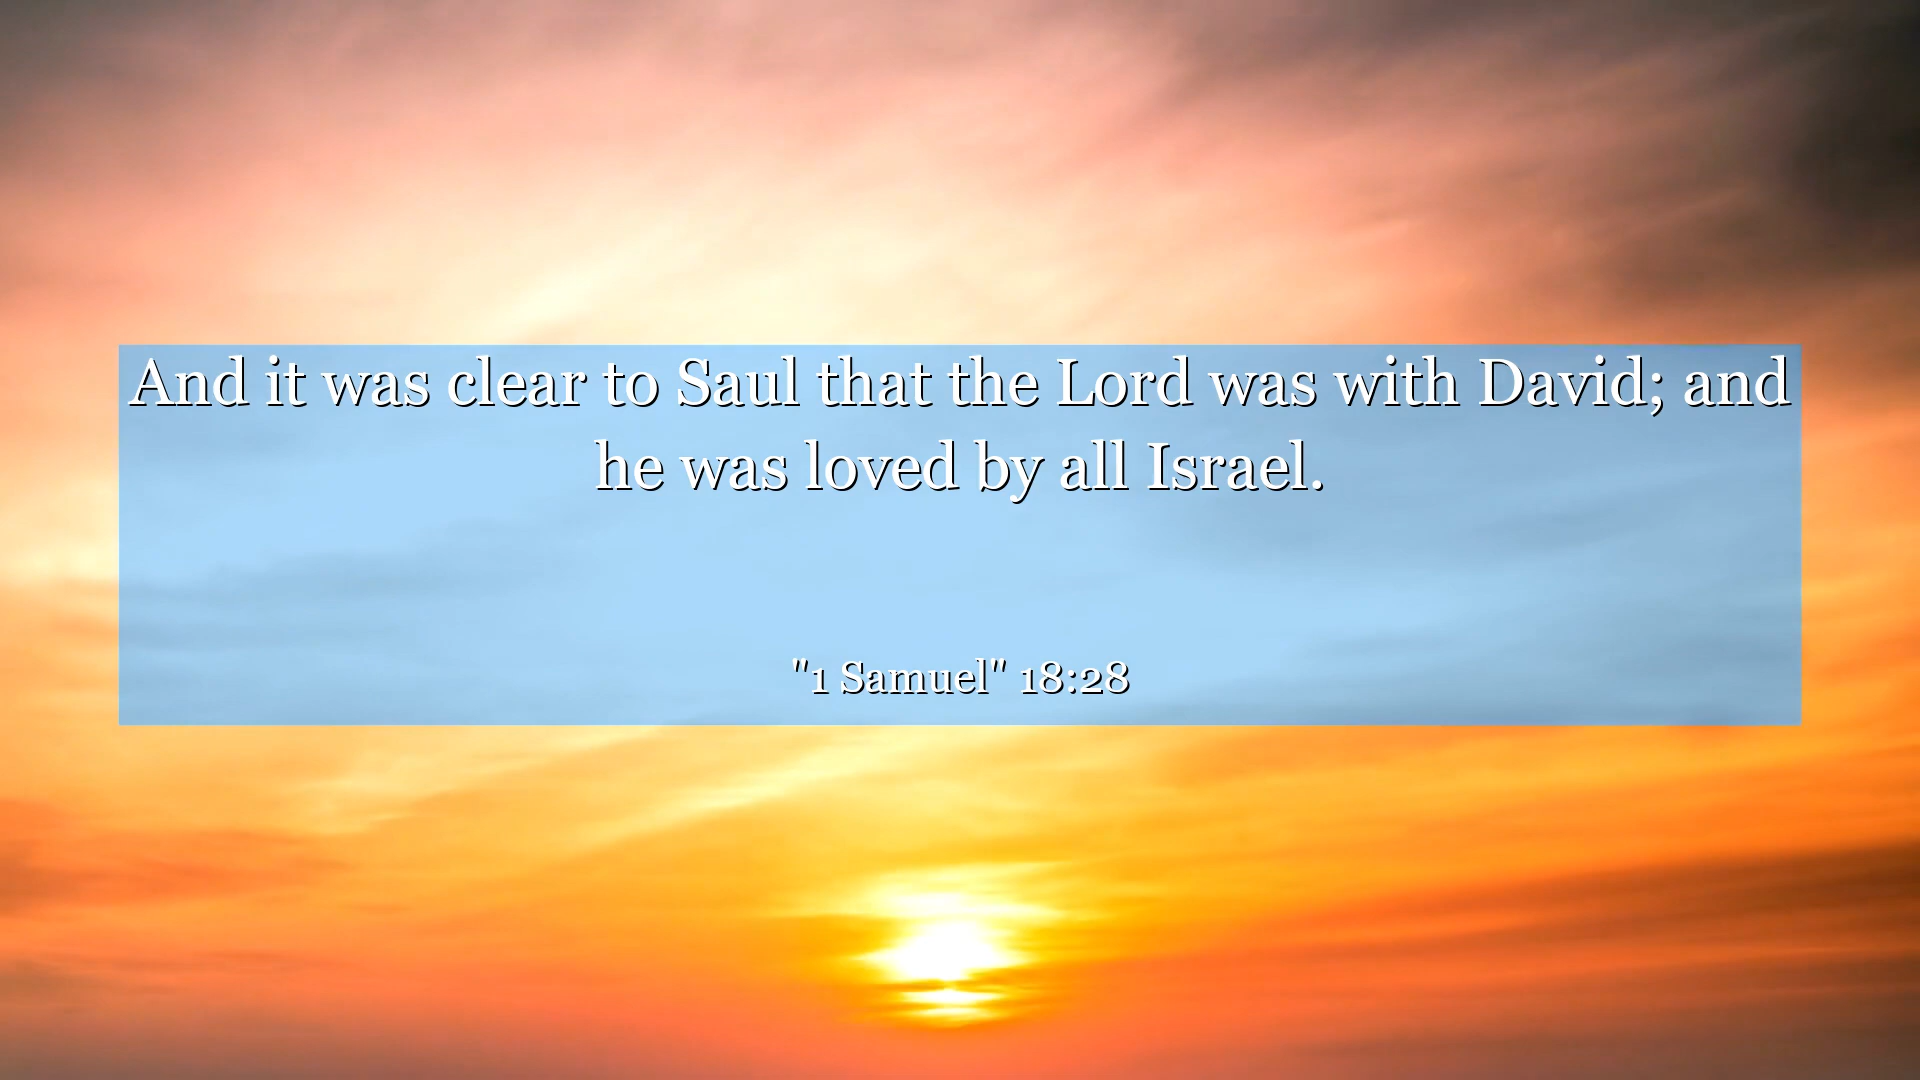 And it was clear to Saul that the Lord was with David; and
he was loved by all Israel.
"1 Samuel" 18:28